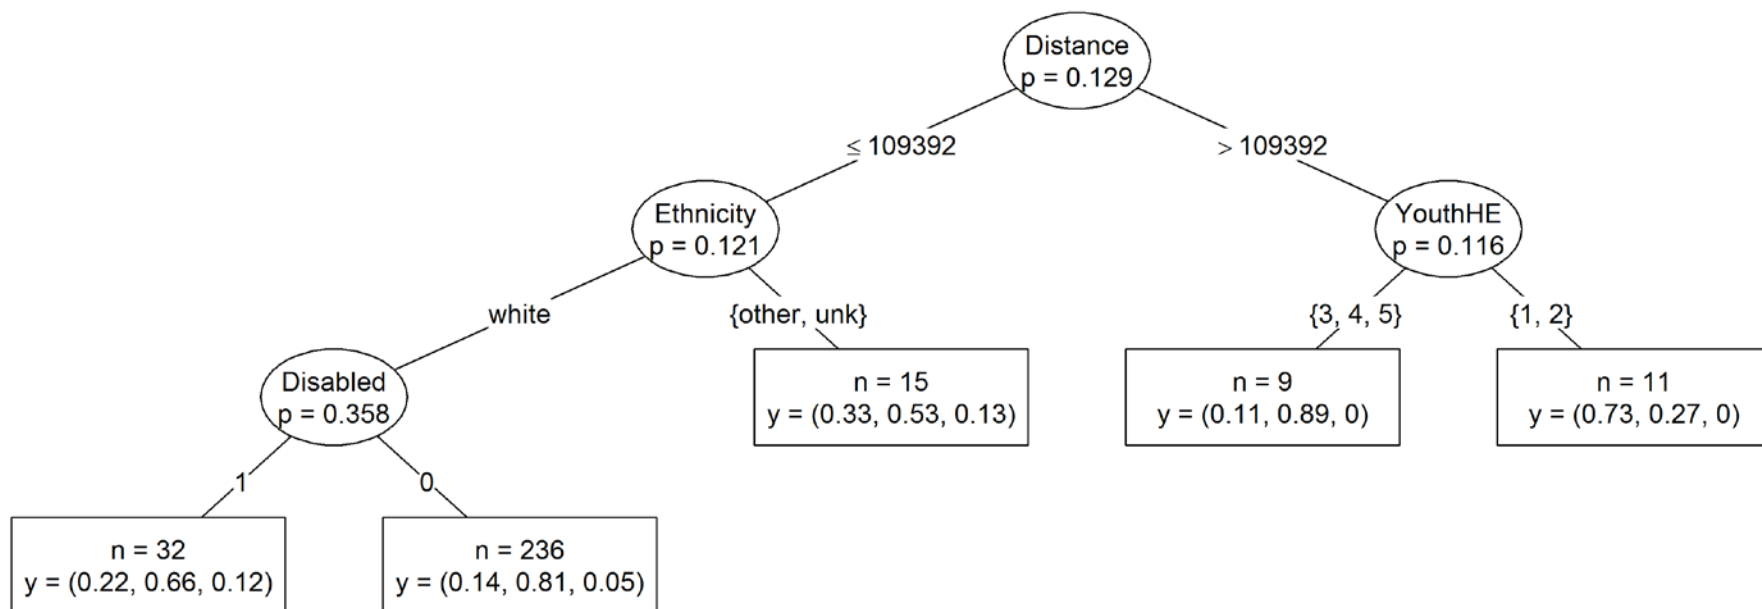 Distance
p = 0.129
≤ 109392
> 109392
Ethnicity
p = 0.121
YouthHE
p = 0.116
white
{other, unk}
{3, 4, 5}
{1, 2}
Disabled
p = 0.358
n = 15
y = (0.33, 0.53, 0.13)
n = 9
y = (0.11, 0.89, 0)
n = 11
y = (0.73, 0.27, 0)
1
0
n = 32
y = (0.22, 0.66, 0.12)
n = 236
y = (0.14, 0.81, 0.05)